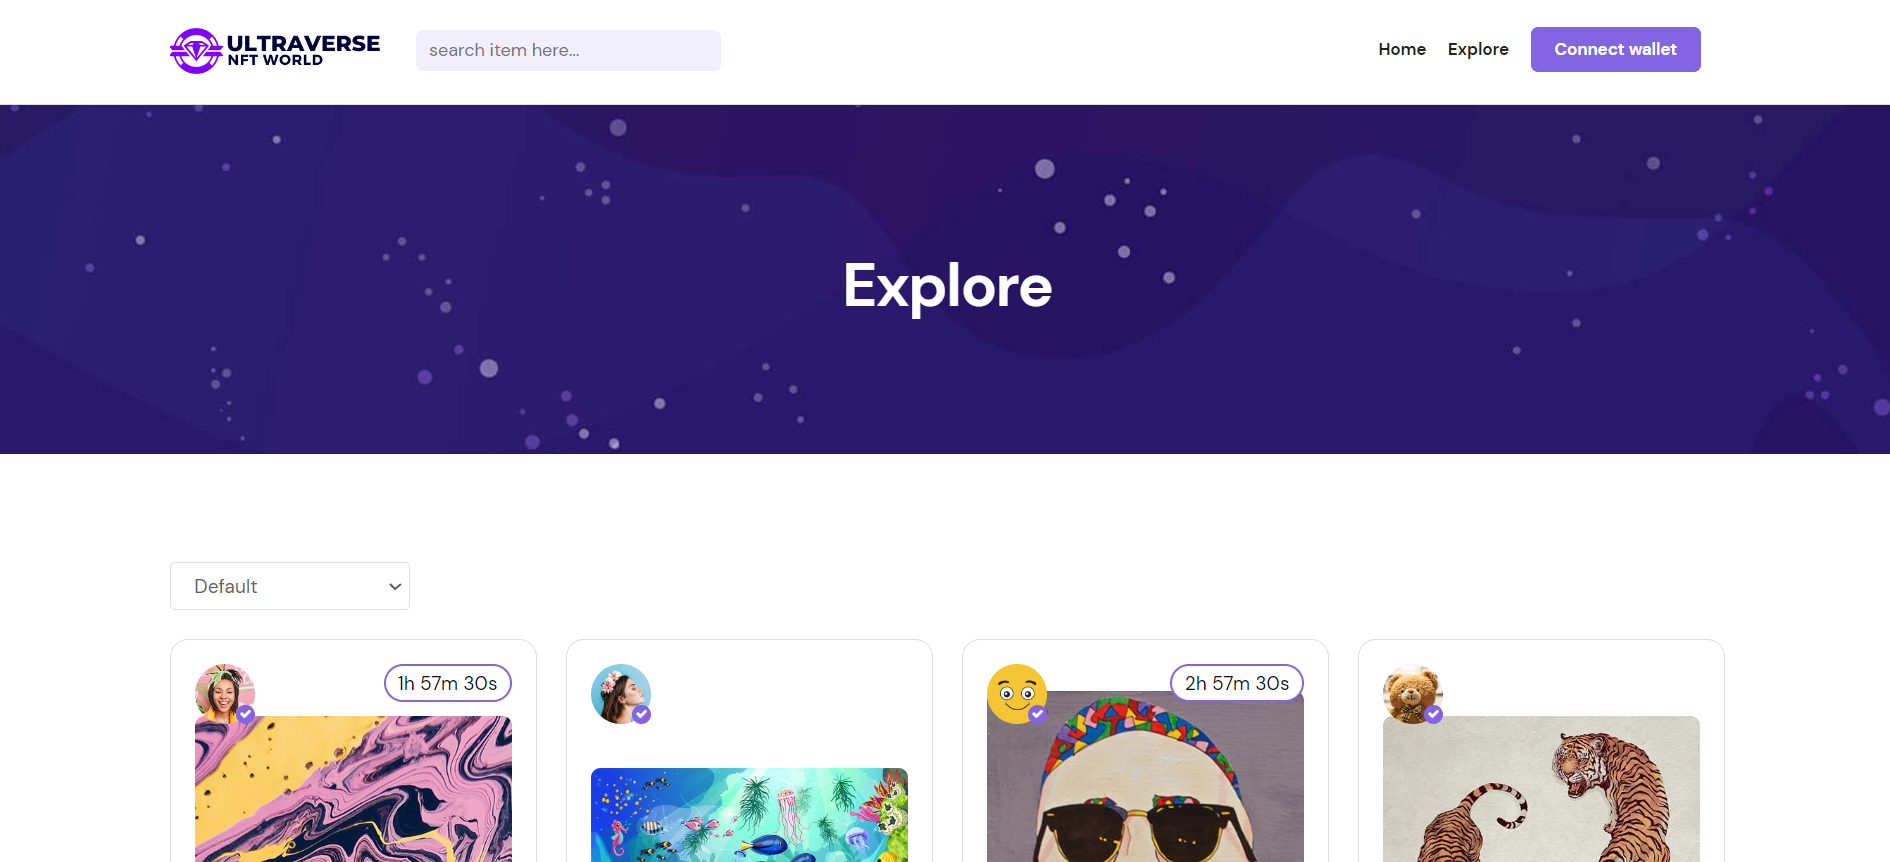 ULTRAVERSE
NFT WORLD
search item here...
Home
Explore
Connect wallet
Explore
Default
1h 57m 30s
2h 57m 30s